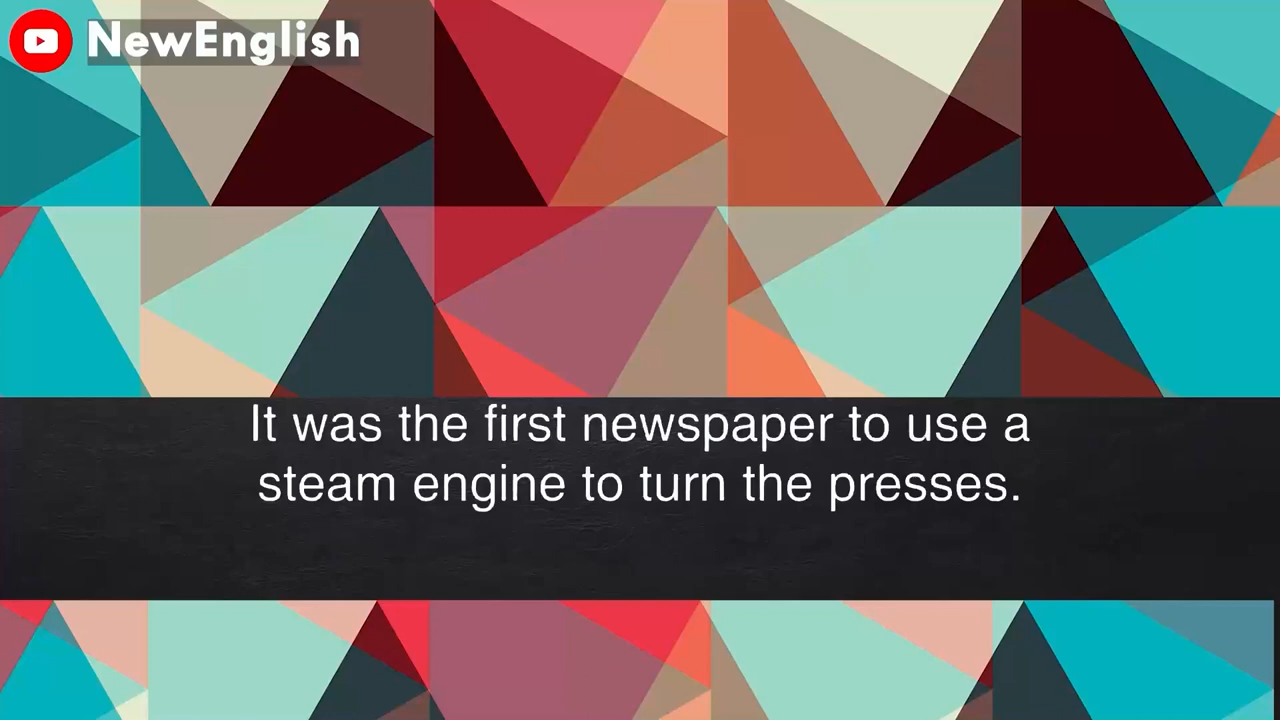 NewEnglish
It was the first newspaper to use a
steam engine to turn the presses.